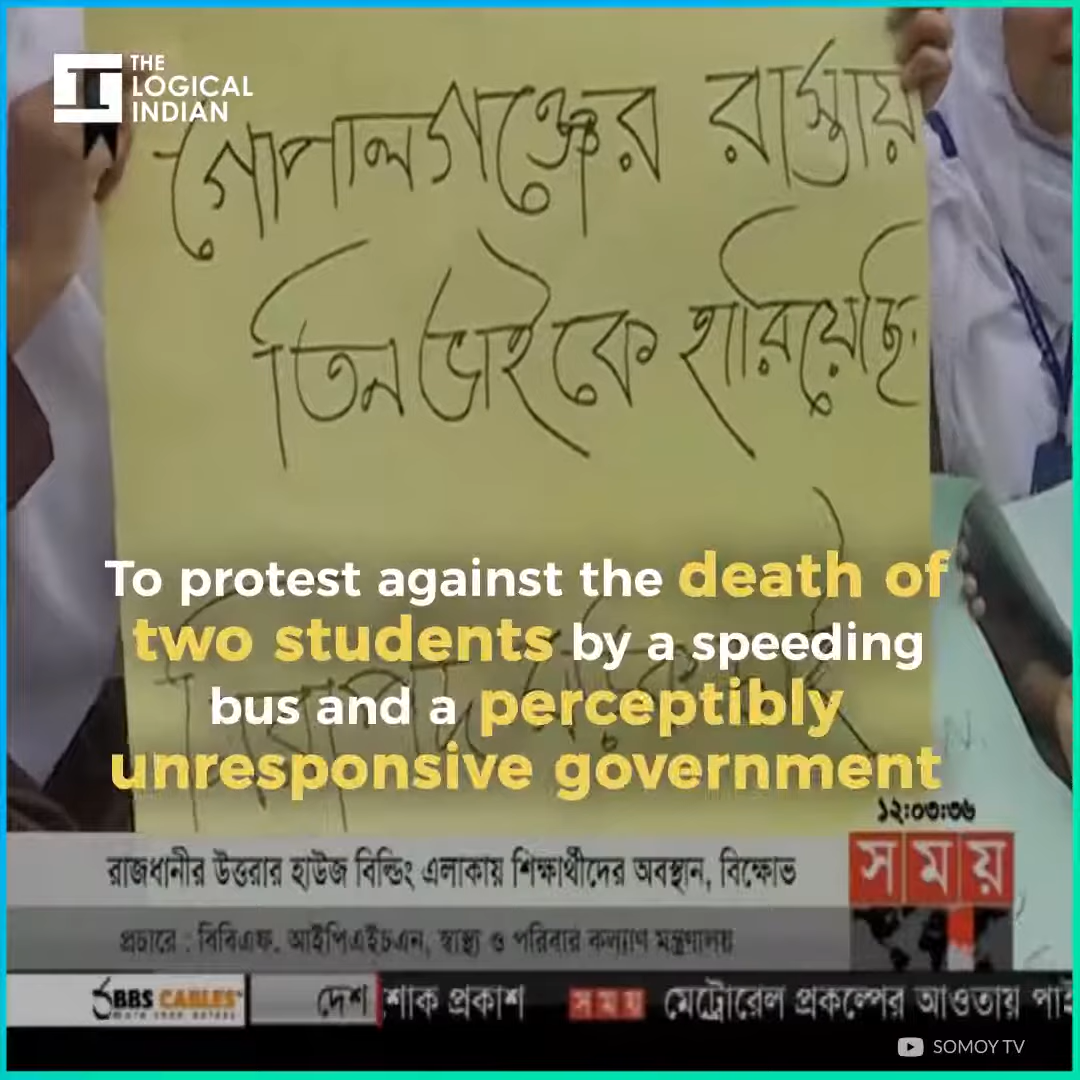 THE
LOGICAL
INDIAN
গোপালগঞ্জের রাস্তায়
তিন ভাইকে হারিয়েছি
To protest against the death of
two students by a speeding
bus and a perceptibly
unresponsive government
১২:০৩:৩৬
রাজধানীর উত্তরার হাউজ বিল্ডিং এলাকায় শিক্ষার্থীদের অবস্থান, বিক্ষোভ
সময়
প্রচারে : বিবিএফ, আইপিএইচএন, স্বাস্থ্য ও পরিবার কল্যাণ মন্ত্রণালয়
BBS CABLES
দেশ শোক প্রকাশ সময় মেট্রোরেল প্রকল্পের আওতায়
SOMOY TV